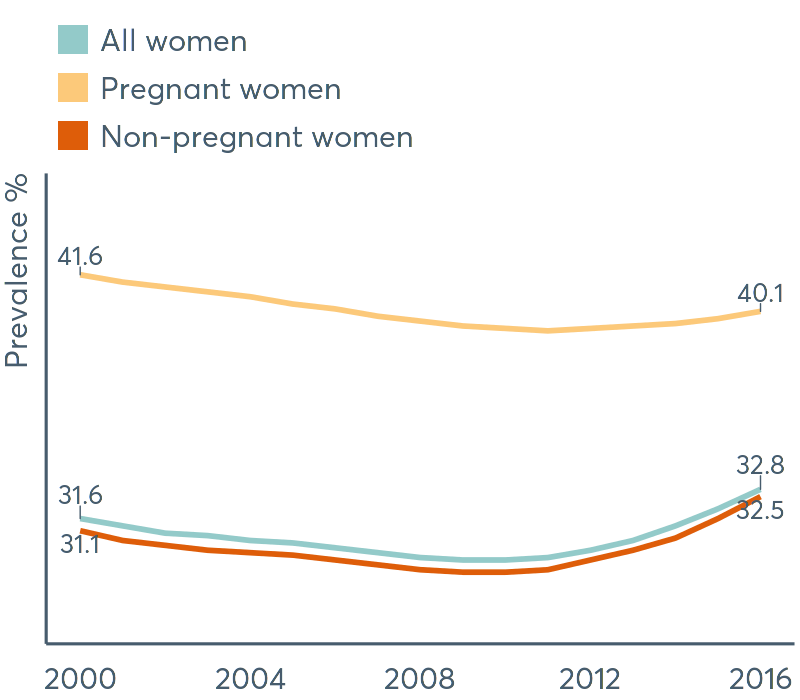 All women
Pregnant women
Non-pregnant women
Prevalence %
41.6
40.1
32.8
31.6
32.5
31.1
2000 2004 2008 2012 2016